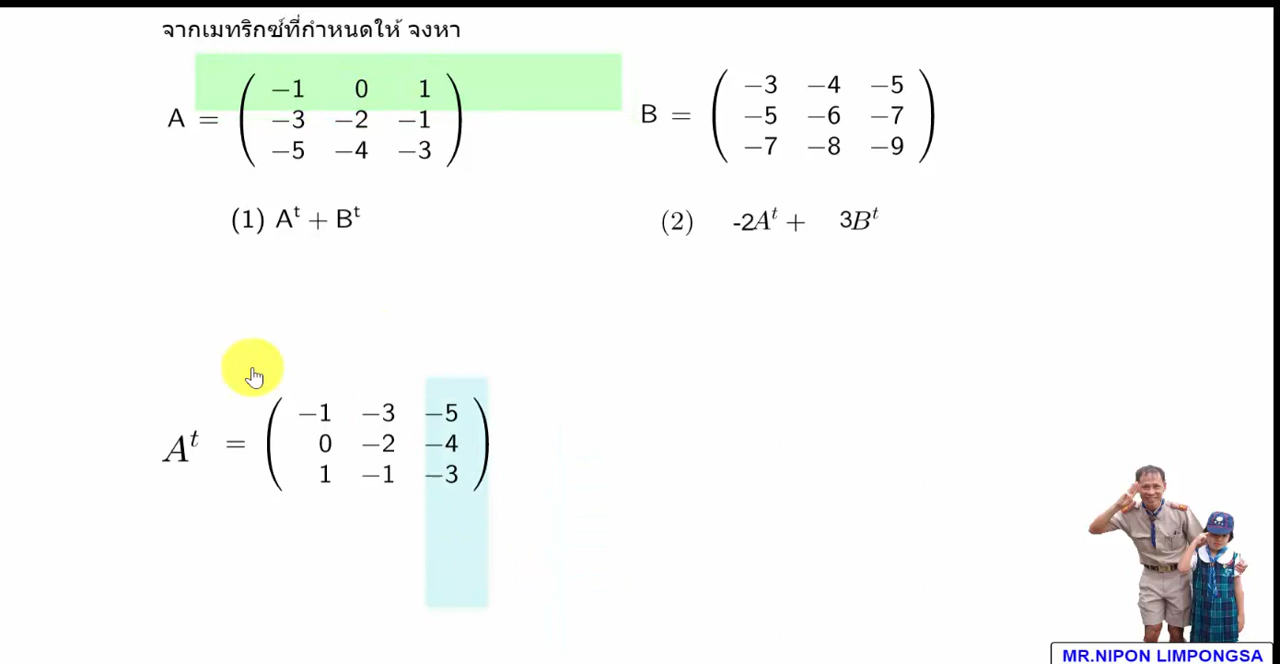 จากเมทริกซ์ที่กำหนดให้ จงหา
A = ( −1 0 1
−3 −2 −1
−5 −4 −3 )
B = ( −3 −4 −5
−5 −6 −7
−7 −8 −9 )
(1) Aᵗ + Bᵗ
(2) -2Aᵗ + 3Bᵗ
Aᵗ = ( −1 −3 −5
0 −2 −4
1 −1 −3 )
MR.NIPON LIMPONGSA